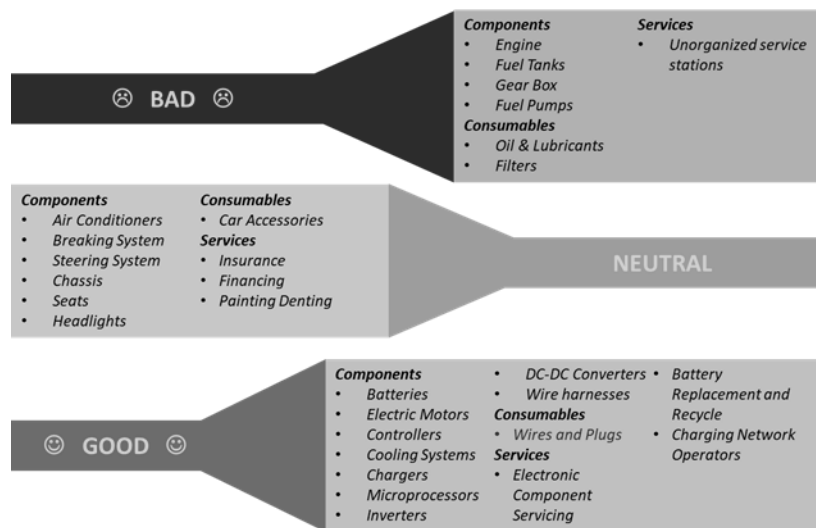 ☹ BAD ☹
Components
• Engine
• Fuel Tanks
• Gear Box
• Fuel Pumps
Consumables
• Oil & Lubricants
• Filters
Services
• Unorganized service
stations
Components
• Air Conditioners
• Breaking System
• Steering System
• Chassis
• Seats
• Headlights
Consumables
• Car Accessories
Services
• Insurance
• Financing
• Painting Denting
NEUTRAL
☺ GOOD ☺
Components
• Batteries
• Electric Motors
• Controllers
• Cooling Systems
• Chargers
• Microprocessors
• Inverters
• DC-DC Converters
• Wire harnesses
Consumables
• Wires and Plugs
Services
• Electronic
Component
Servicing
• Battery
Replacement and
Recycle
• Charging Network
Operators